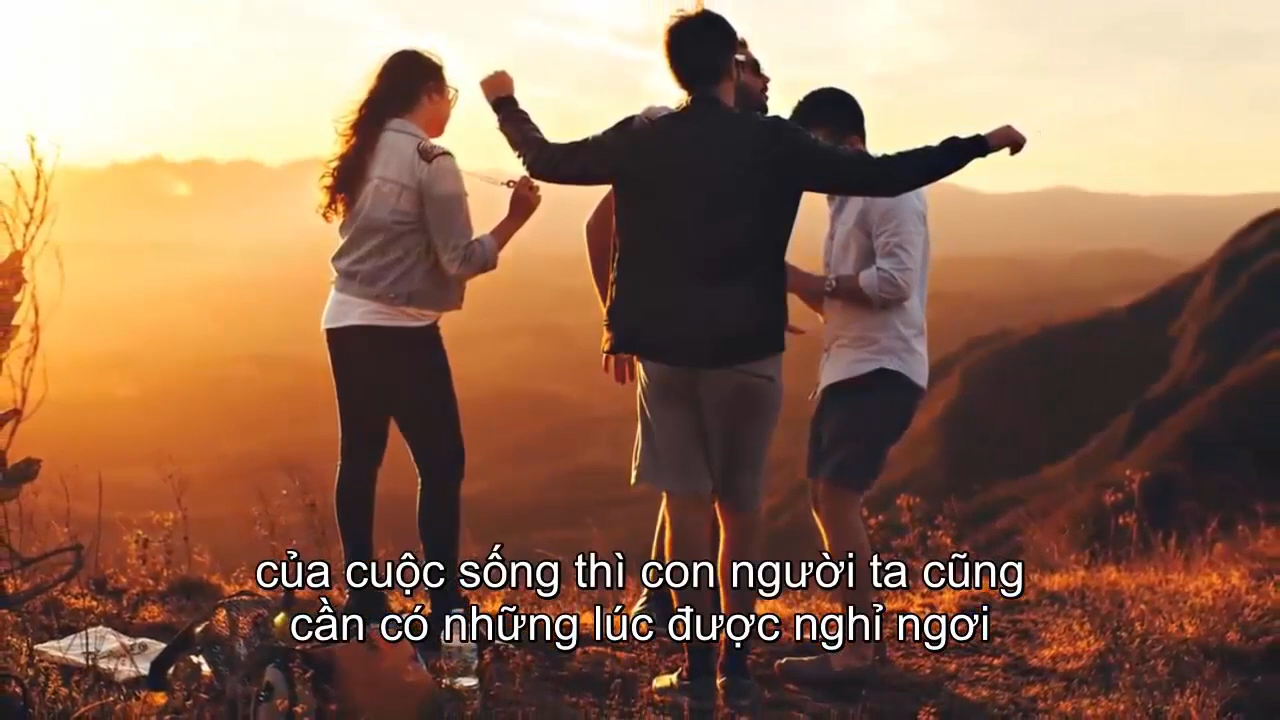 của cuộc sống thì con người ta cũng
cần có những lúc được nghỉ ngơi